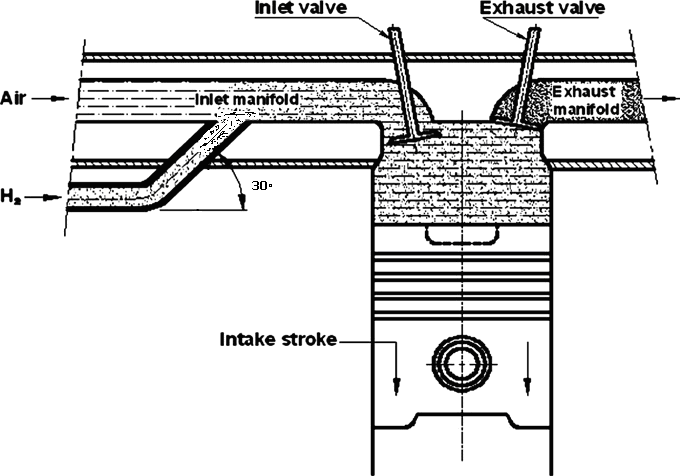 Inlet valve
Exhaust valve
Air
Inlet manifold
Exhaust
manifold
H₂
30°
Intake stroke